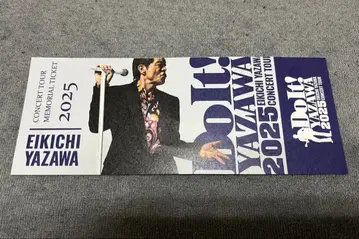 CONCERT TOUR
MEMORIAL TICKET
2025
EIKICHI
YAZAWA
Do It!
YAZAWA
2025
EIKICHI YAZAWA
CONCERT TOUR
Do It!
YAZAWA
2025